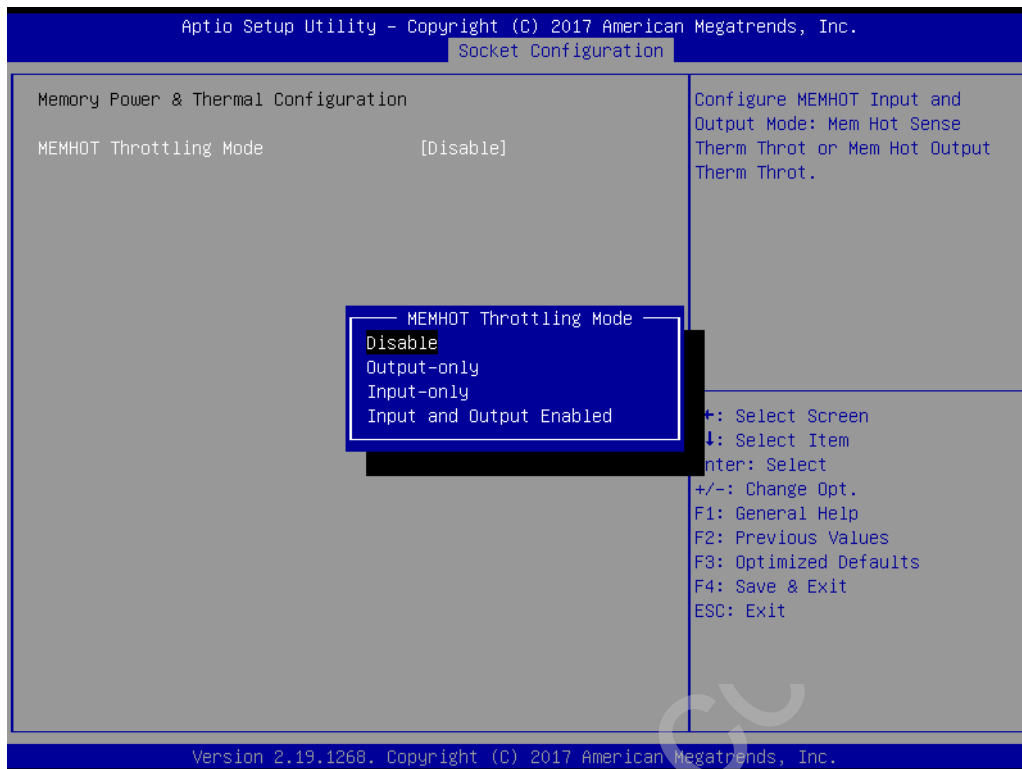 Aptio Setup Utility – Copyright (C) 2017 American Megatrends, Inc.
Socket Configuration
Memory Power & Thermal Configuration
MEMHOT Throttling Mode [Disable]
Configure MEMHOT Input and
Output Mode: Mem Hot Sense
Therm Throt or Mem Hot Output
Therm Throt.
MEMHOT Throttling Mode
Disable
Output-only
Input-only
Input and Output Enabled
: Select Screen
: Select Item
nter: Select
+/-: Change Opt.
F1: General Help
F2: Previous Values
F3: Optimized Defaults
F4: Save & Exit
ESC: Exit
Version 2.19.1268. Copyright (C) 2017 American Megatrends, Inc.